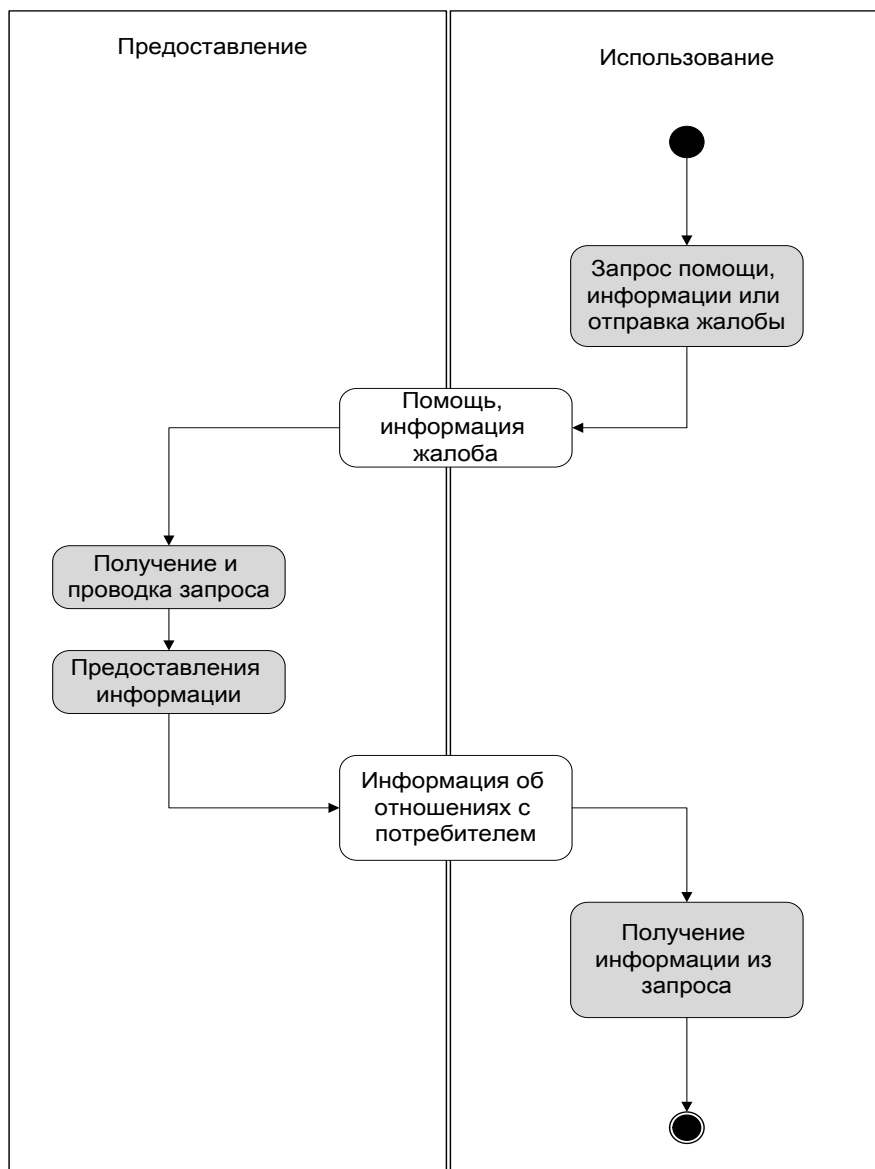 Предоставление
Использование
Запрос помощи,
информации или
отправка жалобы
Помощь,
информация
жалоба
Получение и
проводка запроса
Предоставления
информации
Информация об
отношениях с
потребителем
Получение
информации из
запроса